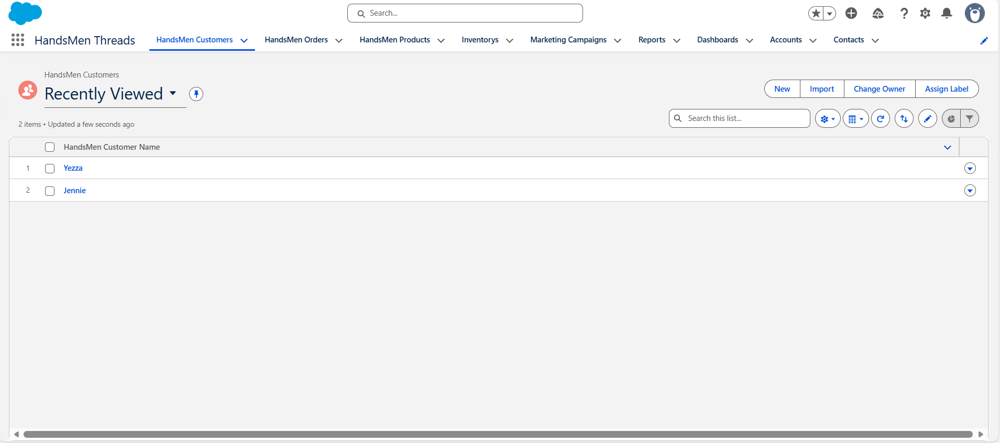 Search...
HandsMen Threads HandsMen Customers HandsMen Orders HandsMen Products Inventorys Marketing Campaigns Reports Dashboards Accounts Contacts
HandsMen Customers
Recently Viewed
New Import Change Owner Assign Label
2 items • Updated a few seconds ago
Search this list...
HandsMen Customer Name
1 Yezza
2 Jennie